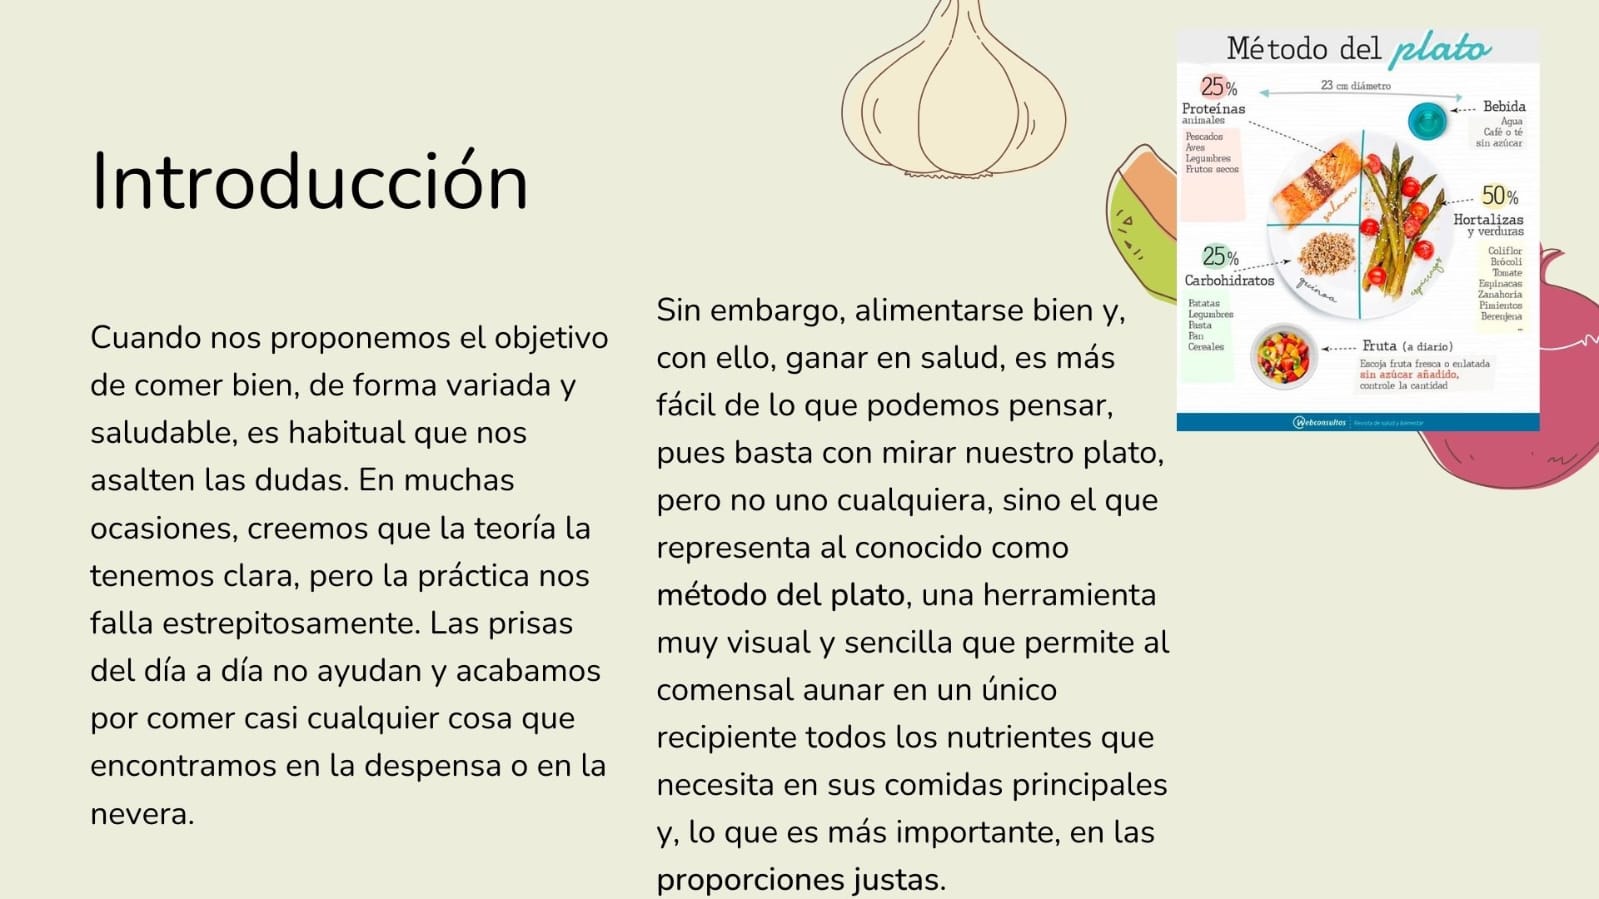 Introducción
Cuando nos proponemos el objetivo
de comer bien, de forma variada y
saludable, es habitual que nos
asalten las dudas. En muchas
ocasiones, creemos que la teoría la
tenemos clara, pero la práctica nos
falla estrepitosamente. Las prisas
del día a día no ayudan y acabamos
por comer casi cualquier cosa que
encontramos en la despensa o en la
nevera.
Sin embargo, alimentarse bien y,
con ello, ganar en salud, es más
fácil de lo que podemos pensar,
pues basta con mirar nuestro plato,
pero no uno cualquiera, sino el que
representa al conocido como
método del plato, una herramienta
muy visual y sencilla que permite al
comensal aunar en un único
recipiente todos los nutrientes que
necesita en sus comidas principales
y, lo que es más importante, en las
proporciones justas.
Método del plato
23 cm diámetro
25%
Proteínas
animales
Pescados
Aves
Legumbres
Frutos secos
25%
Carbohidratos
Patatas
Legumbres
Pasta
Pan
Cereales
salmón
quinoa
espárragos
Bebida
Agua
Café o té
sin azúcar
50%
Hortalizas
y verduras
Coliflor
Brócoli
Tomate
Espinacas
Zanahoria
Pimientos
Berenjena
...
Fruta (a diario)
Escoja fruta fresca o enlatada
sin azúcar añadido,
controle la cantidad
Webconsultas | Revista de salud y bienestar